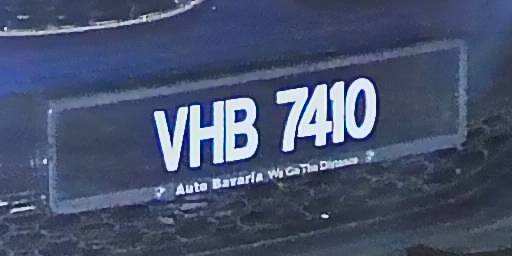 VHB 7410
Auto Bavaria We Go The Distance